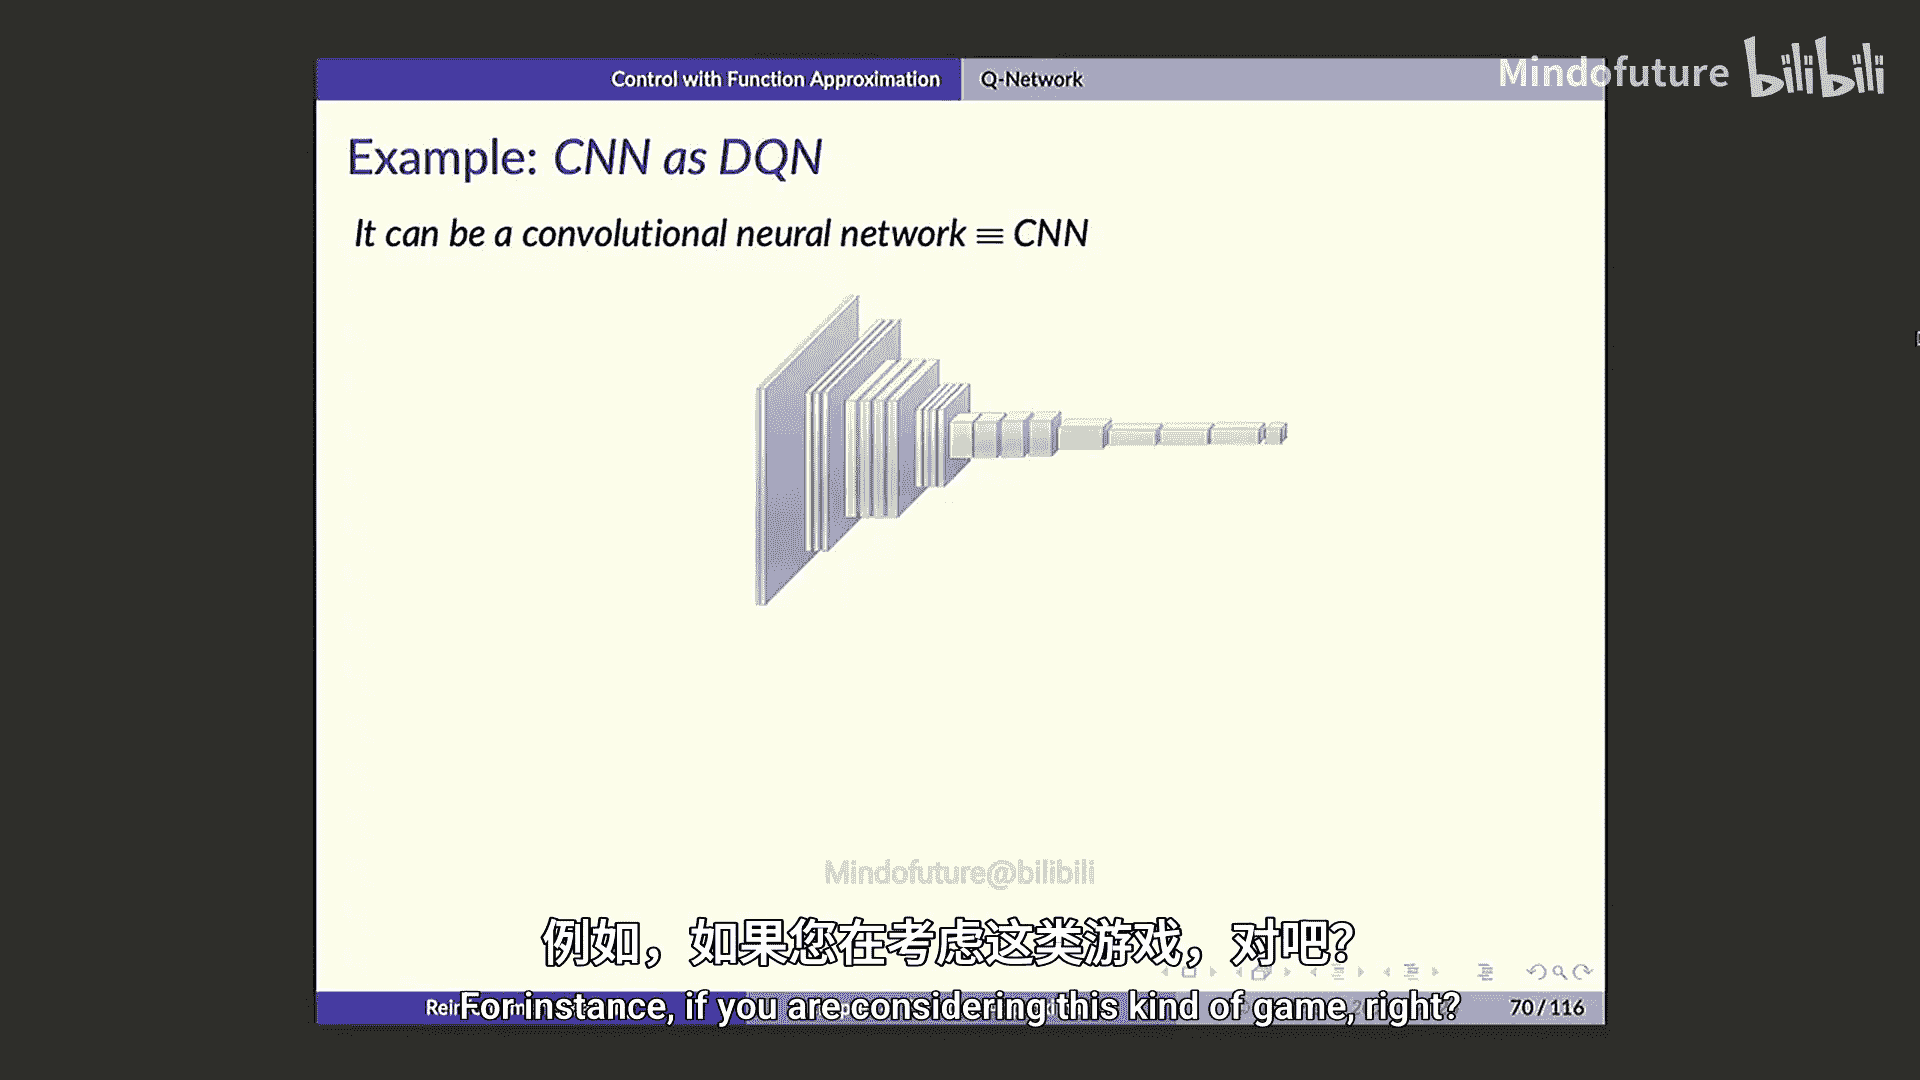 Control with Function Approximation Q-Network
Mindofuture bilibili
Example: CNN as DQN
It can be a convolutional neural network ≡ CNN
Mindofuture@bilibili
例如，如果您在考虑这类游戏，对吧？
For instance, if you are considering this kind of game, right?
70 / 116